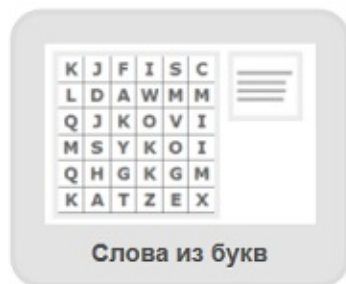 K J F I S C
L D A W M M
Q J K O V I
M S Y K O I
Q H G K G M
K A T Z E X
Слова из букв